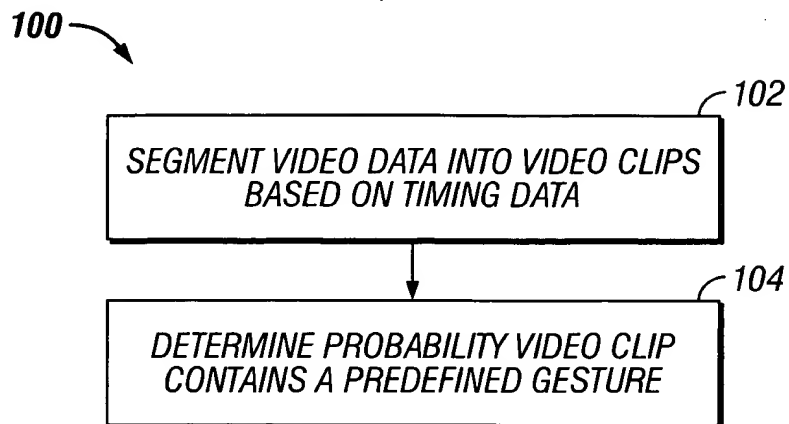 100
102
SEGMENT VIDEO DATA INTO VIDEO CLIPS
BASED ON TIMING DATA
104
DETERMINE PROBABILITY VIDEO CLIP
CONTAINS A PREDEFINED GESTURE